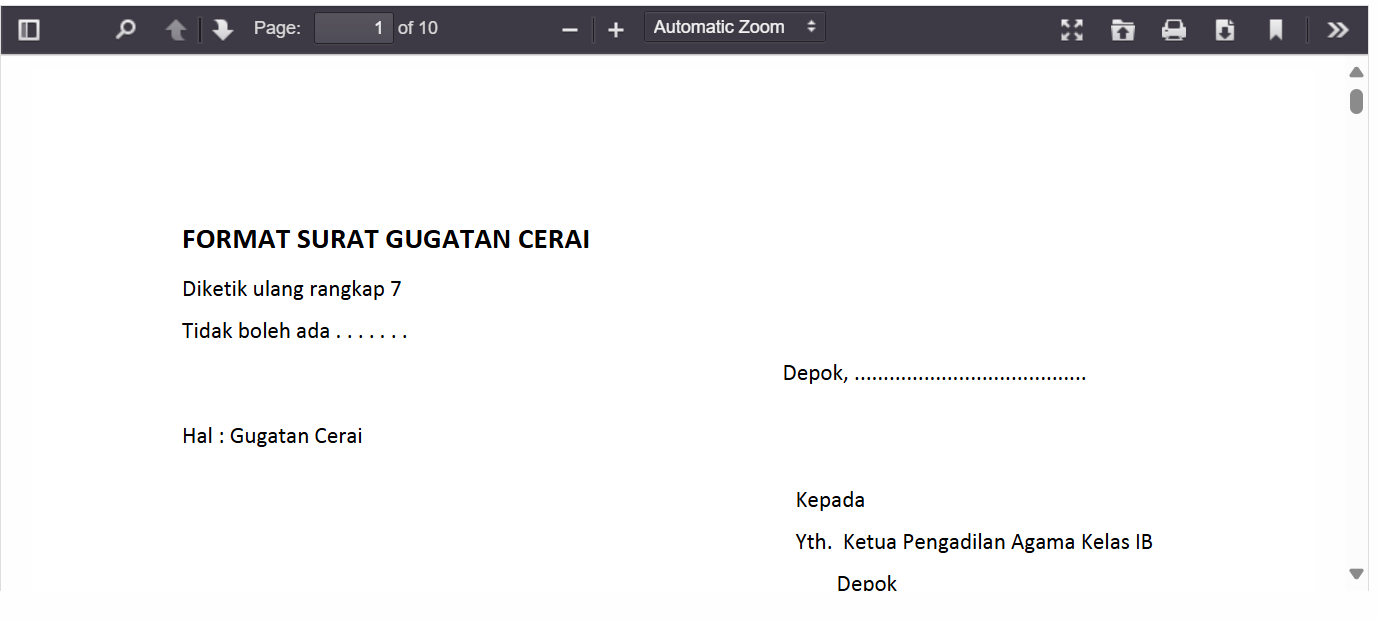 Page: 1 of 10 Automatic Zoom
FORMAT SURAT GUGATAN CERAI
Diketik ulang rangkap 7
Tidak boleh ada . . . . . . .
Depok, ........................................
Hal : Gugatan Cerai
Kepada
Yth. Ketua Pengadilan Agama Kelas IB
Depok